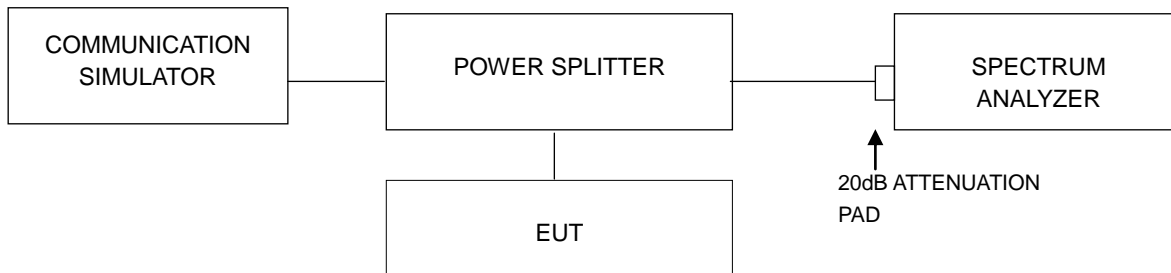 COMMUNICATION
SIMULATOR
POWER SPLITTER
SPECTRUM
ANALYZER
20dB ATTENUATION
PAD
EUT